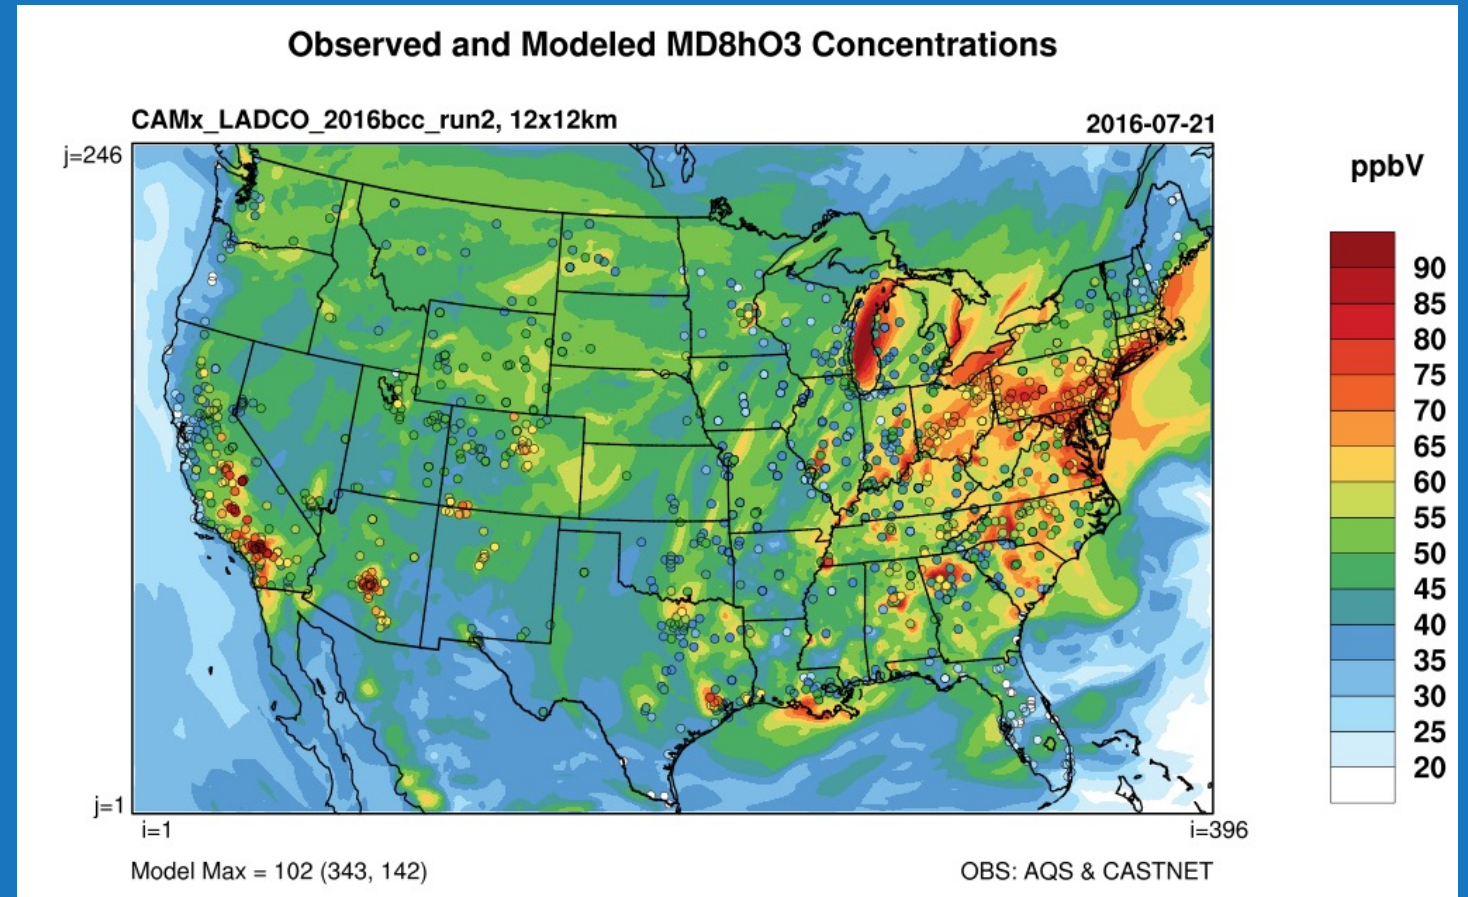 Observed and Modeled MD8hO3 Concentrations
CAMx_LADCO_2016bcc_run2, 12x12km
2016-07-21
j=246
ppbV
90
85
80
75
70
65
60
55
50
45
40
35
30
25
20
j=1
i=1
i=396
Model Max = 102 (343, 142)
OBS: AQS & CASTNET